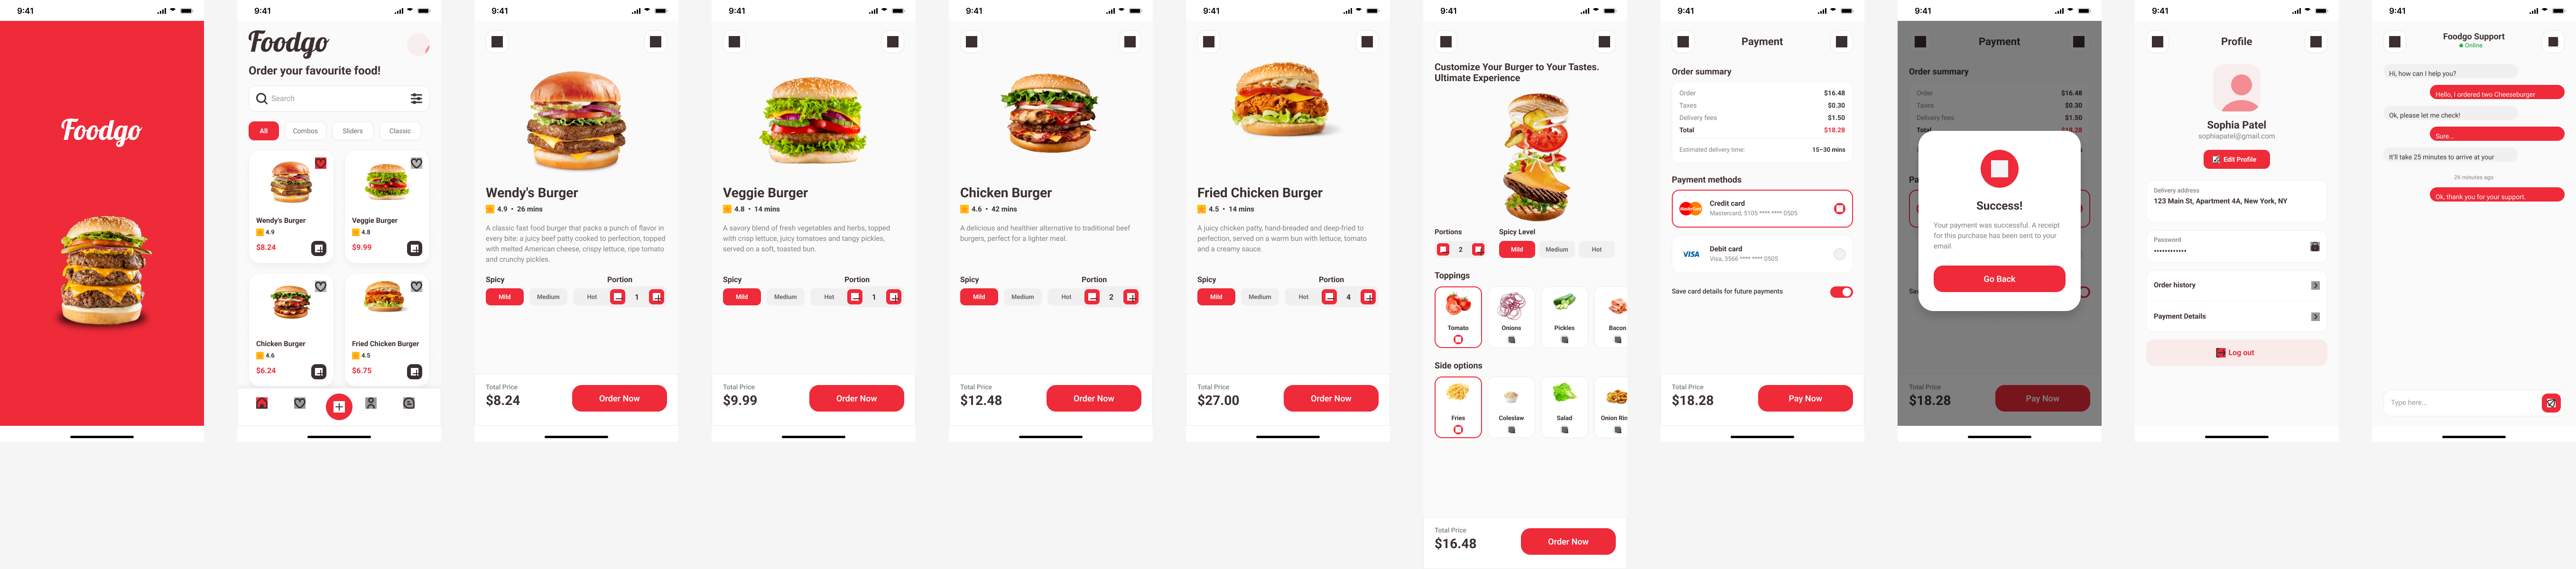 9:41
Foodgo
9:41
Foodgo
Order your favourite food!
Search
All
Combos
Sliders
Classic
Wendy's Burger
4.9
$8.24
Veggie Burger
4.8
$9.99
Chicken Burger
4.6
$6.24
Fried Chicken Burger
4.5
$6.75
9:41
Wendy's Burger
4.9 • 26 mins
A classic fast food burger that packs a punch of flavor in
every bite: a juicy beef patty cooked to perfection, topped
with melted American cheese, crispy lettuce, ripe tomato
and crunchy pickles.
Spicy
Portion
Mild
Medium
Hot
1
Total Price
$8.24
Order Now
9:41
Veggie Burger
4.8 • 14 mins
A savory blend of fresh vegetables and herbs, topped
with crisp lettuce, juicy tomatoes and tangy pickles,
served on a soft, toasted bun.
Spicy
Portion
Mild
Medium
Hot
1
Total Price
$9.99
Order Now
9:41
Chicken Burger
4.6 • 42 mins
A delicious and healthier alternative to traditional beef
burgers, perfect for a lighter meal.
Spicy
Portion
Mild
Medium
Hot
2
Total Price
$12.48
Order Now
9:41
Fried Chicken Burger
4.5 • 14 mins
A juicy chicken patty, hand-breaded and deep-fried to
perfection, served on a warm bun with lettuce, tomato
and a creamy sauce.
Spicy
Portion
Mild
Medium
Hot
4
Total Price
$27.00
Order Now
9:41
Customize Your Burger to Your Tastes.
Ultimate Experience
Portions
Spicy Level
2
Mild
Medium
Hot
Toppings
Tomato
Onions
Pickles
Bacon
Side options
Fries
Coleslaw
Salad
Onion Rin
Total Price
$16.48
Order Now
9:41
Payment
Order summary
Order $16.48
Taxes $0.30
Delivery fees $1.50
Total $18.28
Estimated delivery time: 15–30 mins
Payment methods
MasterCard
Credit card
Mastercard, 5105 **** **** 0505
VISA
Debit card
Visa, 3566 **** **** 0505
Save card details for future payments
Total Price
$18.28
Pay Now
9:41
Payment
Order summary
Order $16.48
Taxes $0.30
Delivery fees $1.50
Total $18.28
Pa
Sav
Success!
Your payment was successful. A receipt
for this purchase has been sent to your
email.
Go Back
Total Price
$18.28
Pay Now
9:41
Profile
Sophia Patel
sophiapatel@gmail.com
Edit Profile
Delivery address
123 Main St, Apartment 4A, New York, NY
Password
••••••••••••
Order history
Payment Details
Log out
9:41
Foodgo Support
Online
Hi, how can I help you?
Hello, I ordered two Cheeseburger
Ok, please let me check!
Sure...
It'll take 25 minutes to arrive at your
26 minutes ago
Ok, thank you for your support.
Type here...